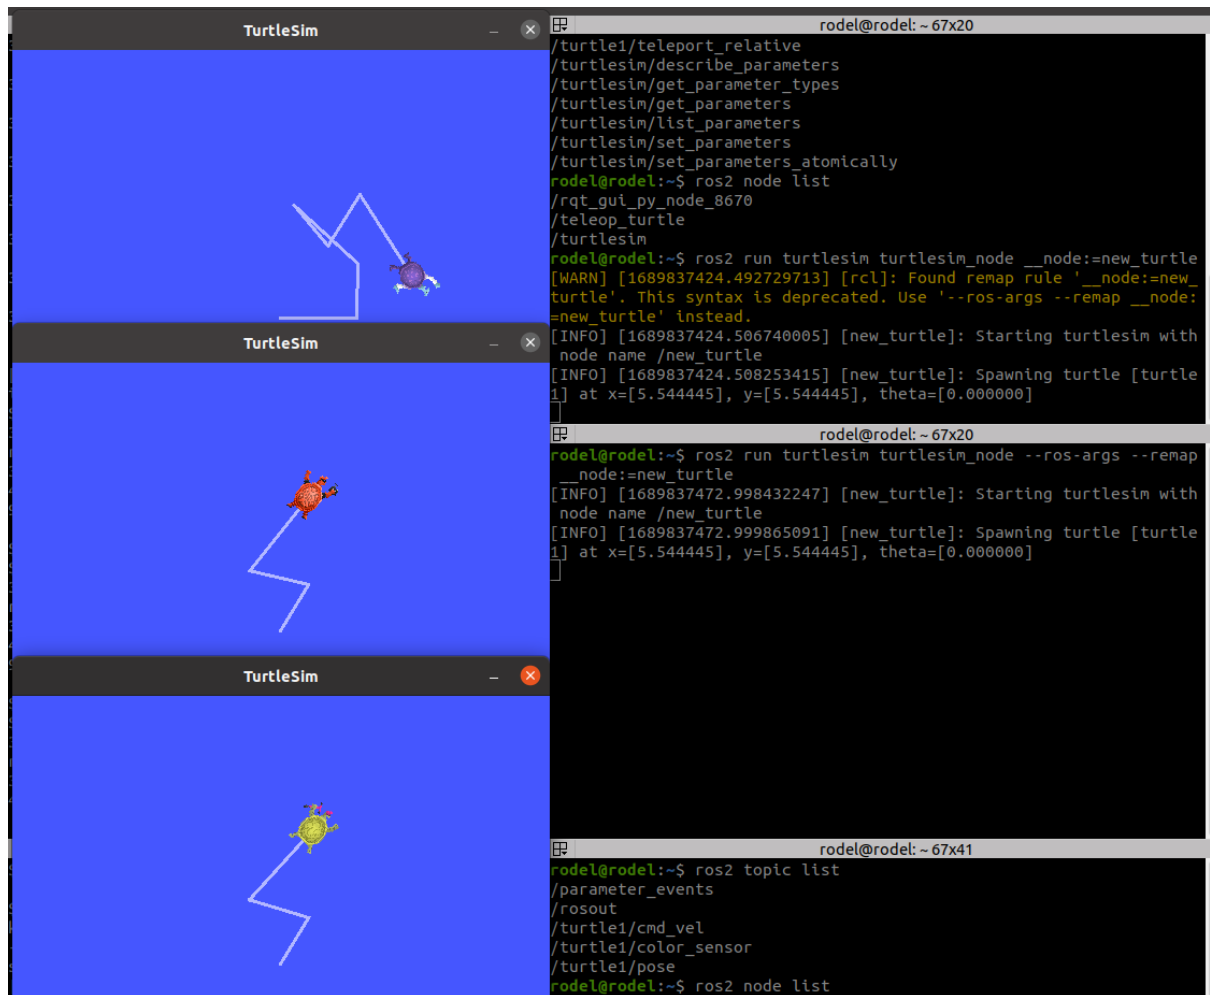 TurtleSim
TurtleSim
TurtleSim
rodel@rodel: ~ 67x20
/turtle1/teleport_relative
/turtlesim/describe_parameters
/turtlesim/get_parameter_types
/turtlesim/get_parameters
/turtlesim/list_parameters
/turtlesim/set_parameters
/turtlesim/set_parameters_atomically
rodel@rodel:~$ ros2 node list
/rqt_gui_py_node_8670
/teleop_turtle
/turtlesim
rodel@rodel:~$ ros2 run turtlesim turtlesim_node __node:=new_turtle
[WARN] [1689837424.492729713] [rcl]: Found remap rule '__node:=new_
turtle'. This syntax is deprecated. Use '--ros-args --remap __node:
=new_turtle' instead.
[INFO] [1689837424.506740005] [new_turtle]: Starting turtlesim with
 node name /new_turtle
[INFO] [1689837424.508253415] [new_turtle]: Spawning turtle [turtle
1] at x=[5.544445], y=[5.544445], theta=[0.000000]
rodel@rodel: ~ 67x20
rodel@rodel:~$ ros2 run turtlesim turtlesim_node --ros-args --remap
 __node:=new_turtle
[INFO] [1689837472.998432247] [new_turtle]: Starting turtlesim with
 node name /new_turtle
[INFO] [1689837472.999865091] [new_turtle]: Spawning turtle [turtle
1] at x=[5.544445], y=[5.544445], theta=[0.000000]
rodel@rodel: ~ 67x41
rodel@rodel:~$ ros2 topic list
/parameter_events
/rosout
/turtle1/cmd_vel
/turtle1/color_sensor
/turtle1/pose
rodel@rodel:~$ ros2 node list